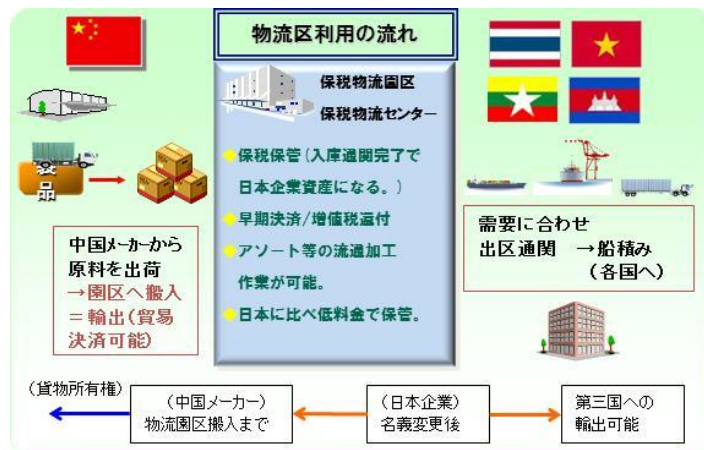 物流区利用の流れ
保税物流園区
保税物流センター
保税保管(入庫通関完了で
日本企業資産になる。)
早期決済/増値税還付
アソート等の流通加工
作業が可能。
日本に比べ低料金で保管。
製
品
中国メーカーから
原料を出荷
→園区へ搬入
＝輸出(貿易
決済可能)
需要に合わせ
出区通関 →船積み
(各国へ)
(貨物所有権)
(中国メーカー)
物流園区搬入まで
(日本企業)
名義変更後
第三国への
輸出可能